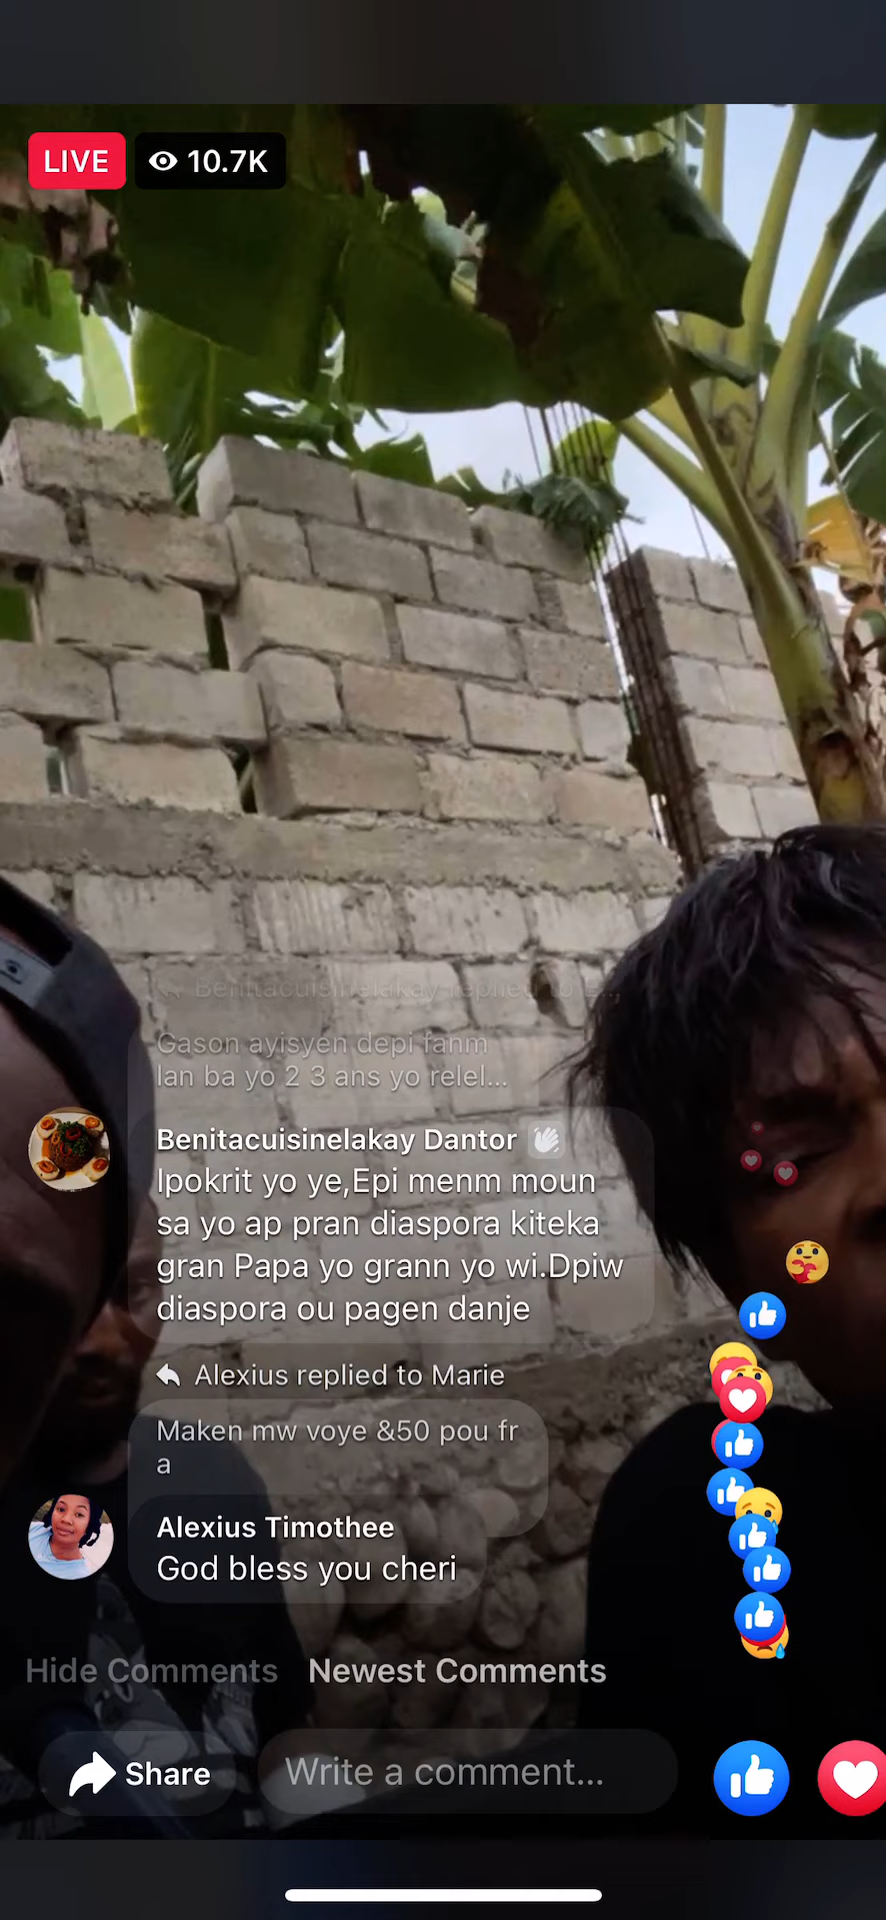 LIVE 10.7K
Benitacuisinelakay replied to
Gason ayisyen depi fanm
lan ba yo 2 3 ans yo relel...
Benitacuisinelakay Dantor 👋
Ipokrit yo ye,Epi menm moun
sa yo ap pran diaspora kiteka
gran Papa yo grann yo wi.Dpiw
diaspora ou pagen danje
Alexius replied to Marie
Maken mw voye &50 pou fr
a
Alexius Timothee
God bless you cheri
Hide Comments Newest Comments
Share Write a comment...